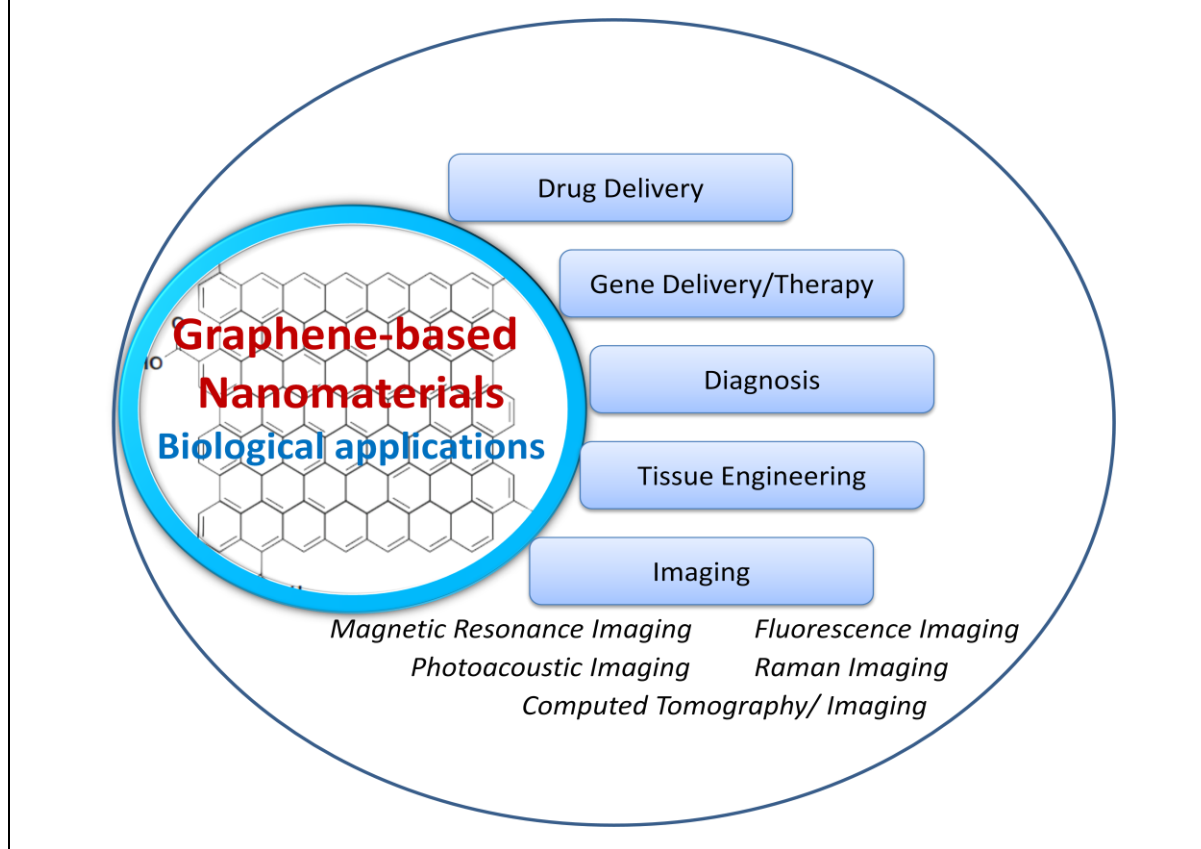 Drug Delivery
Gene Delivery/Therapy
Graphene-based
Nanomaterials
Biological applications
Diagnosis
Tissue Engineering
Imaging
Magnetic Resonance Imaging Fluorescence Imaging
Photoacoustic Imaging Raman Imaging
Computed Tomography/ Imaging